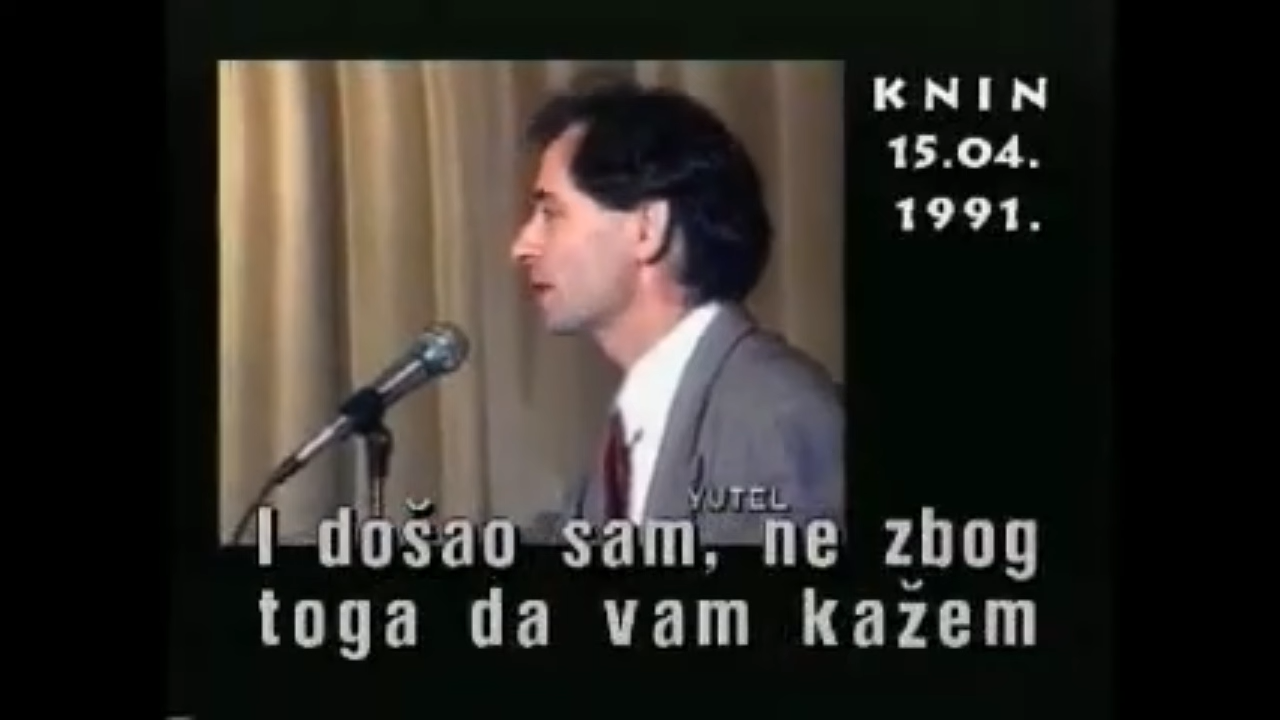 KNIN
15.04.
1991.
YUTEL
I došao sam, ne zbog
toga da vam kažem